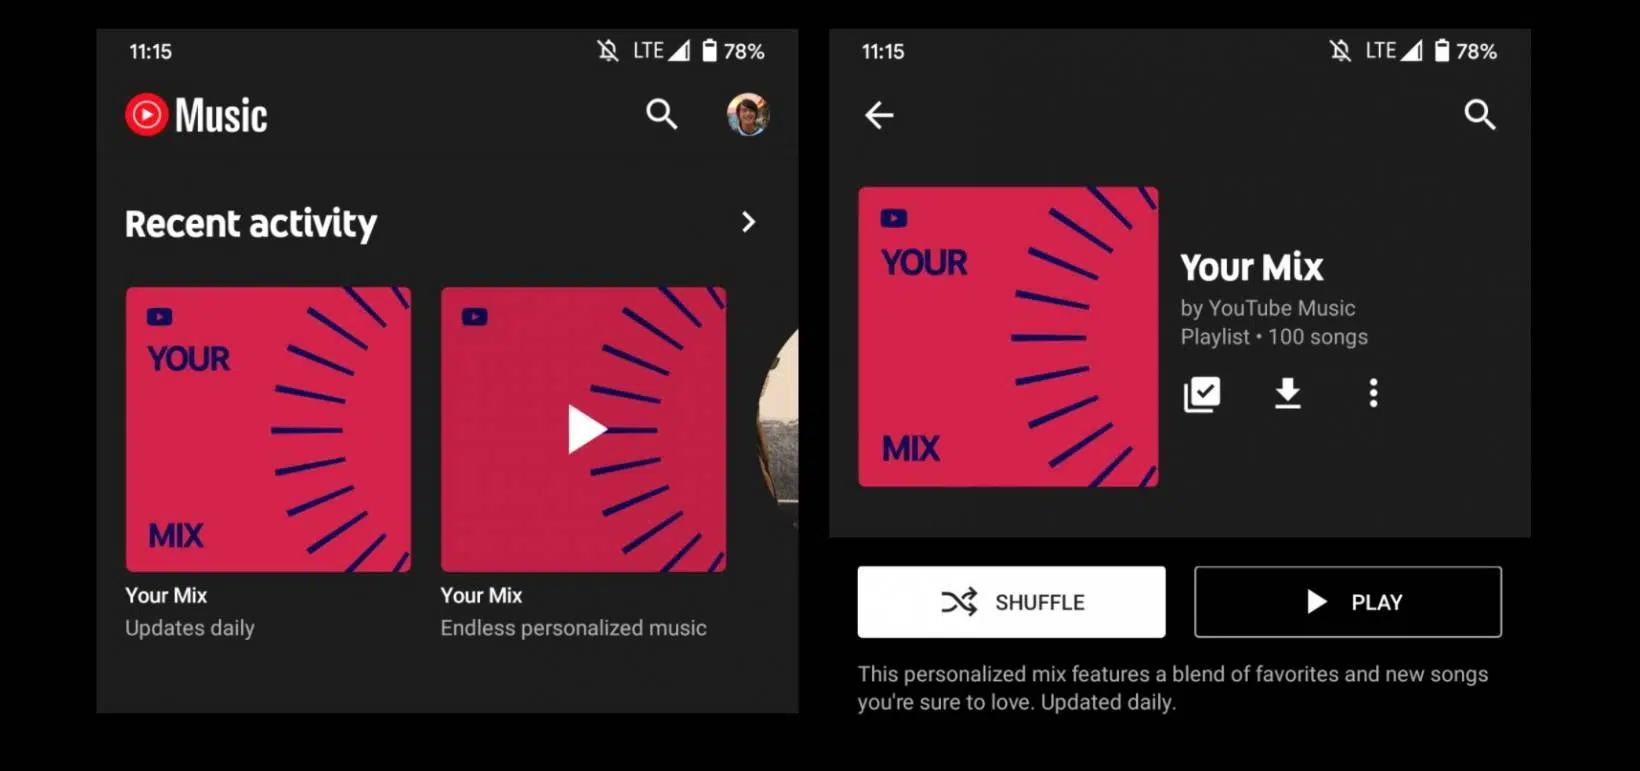 11:15 LTE 78%
Music
Recent activity
YOUR
MIX
Your Mix
Updates daily
Your Mix
Endless personalized music
11:15 LTE 78%
YOUR
MIX
Your Mix
by YouTube Music
Playlist • 100 songs
SHUFFLE
PLAY
This personalized mix features a blend of favorites and new songs
you're sure to love. Updated daily.